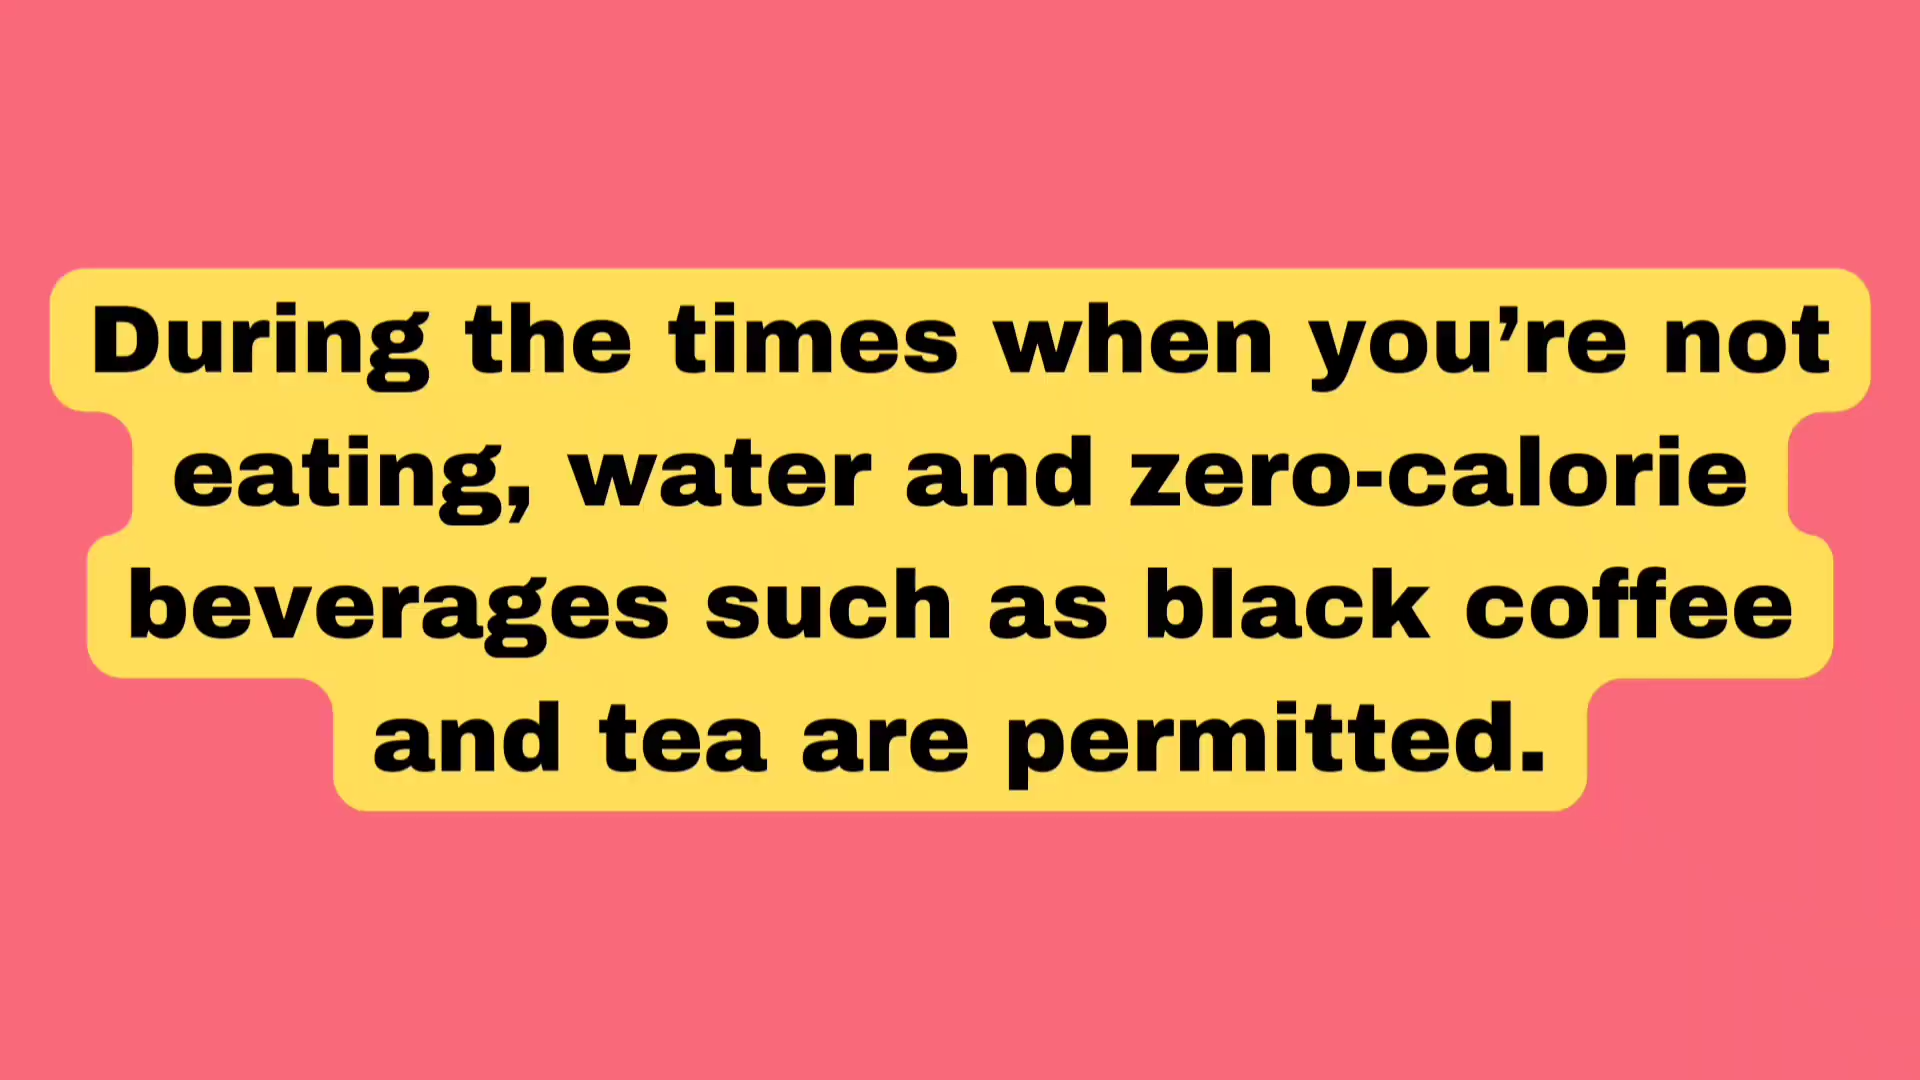 During the times when you’re not
eating, water and zero-calorie
beverages such as black coffee
and tea are permitted.